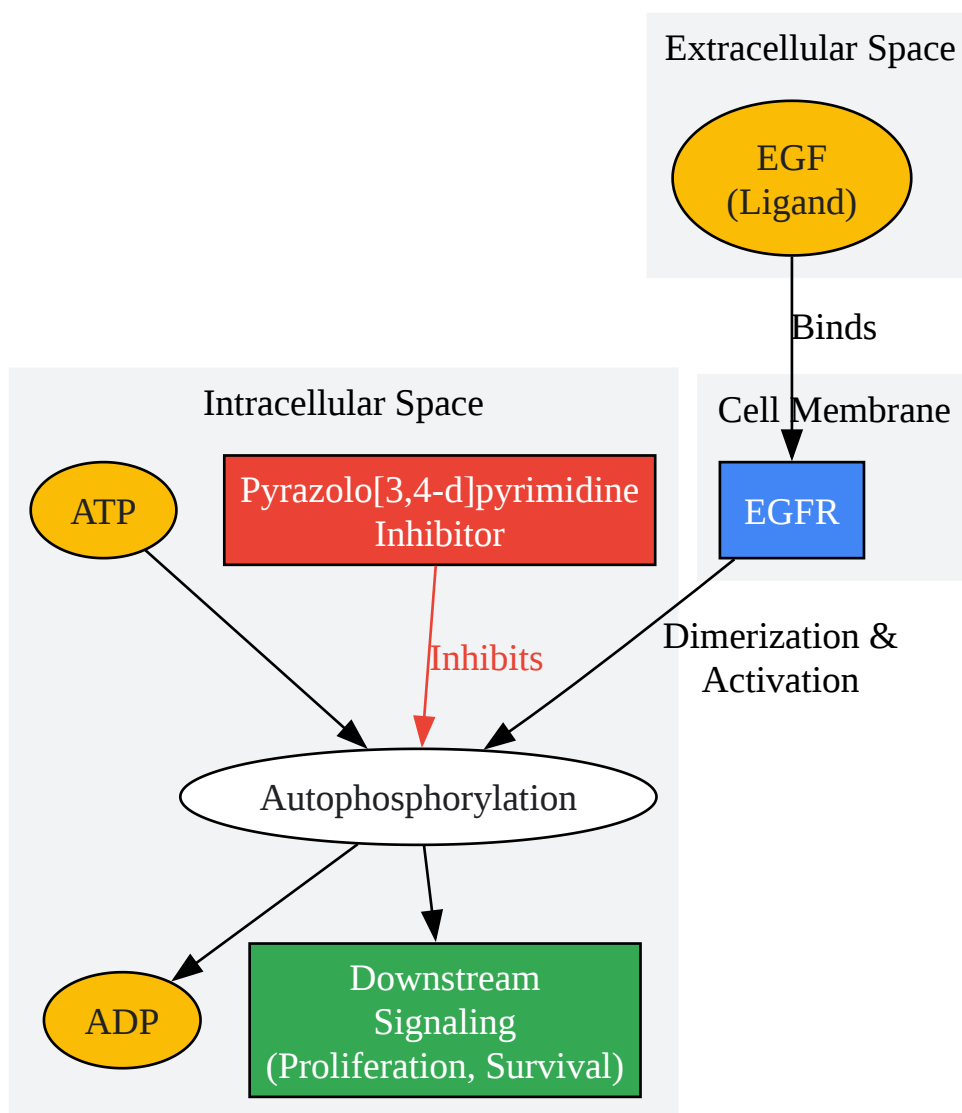 Extracellular Space
EGF
(Ligand)
Binds
Intracellular Space
Cell Membrane
ATP
Pyrazolo[3,4-d]pyrimidine
Inhibitor
EGFR
Inhibits
Dimerization &
Activation
Autophosphorylation
ADP
Downstream
Signaling
(Proliferation, Survival)